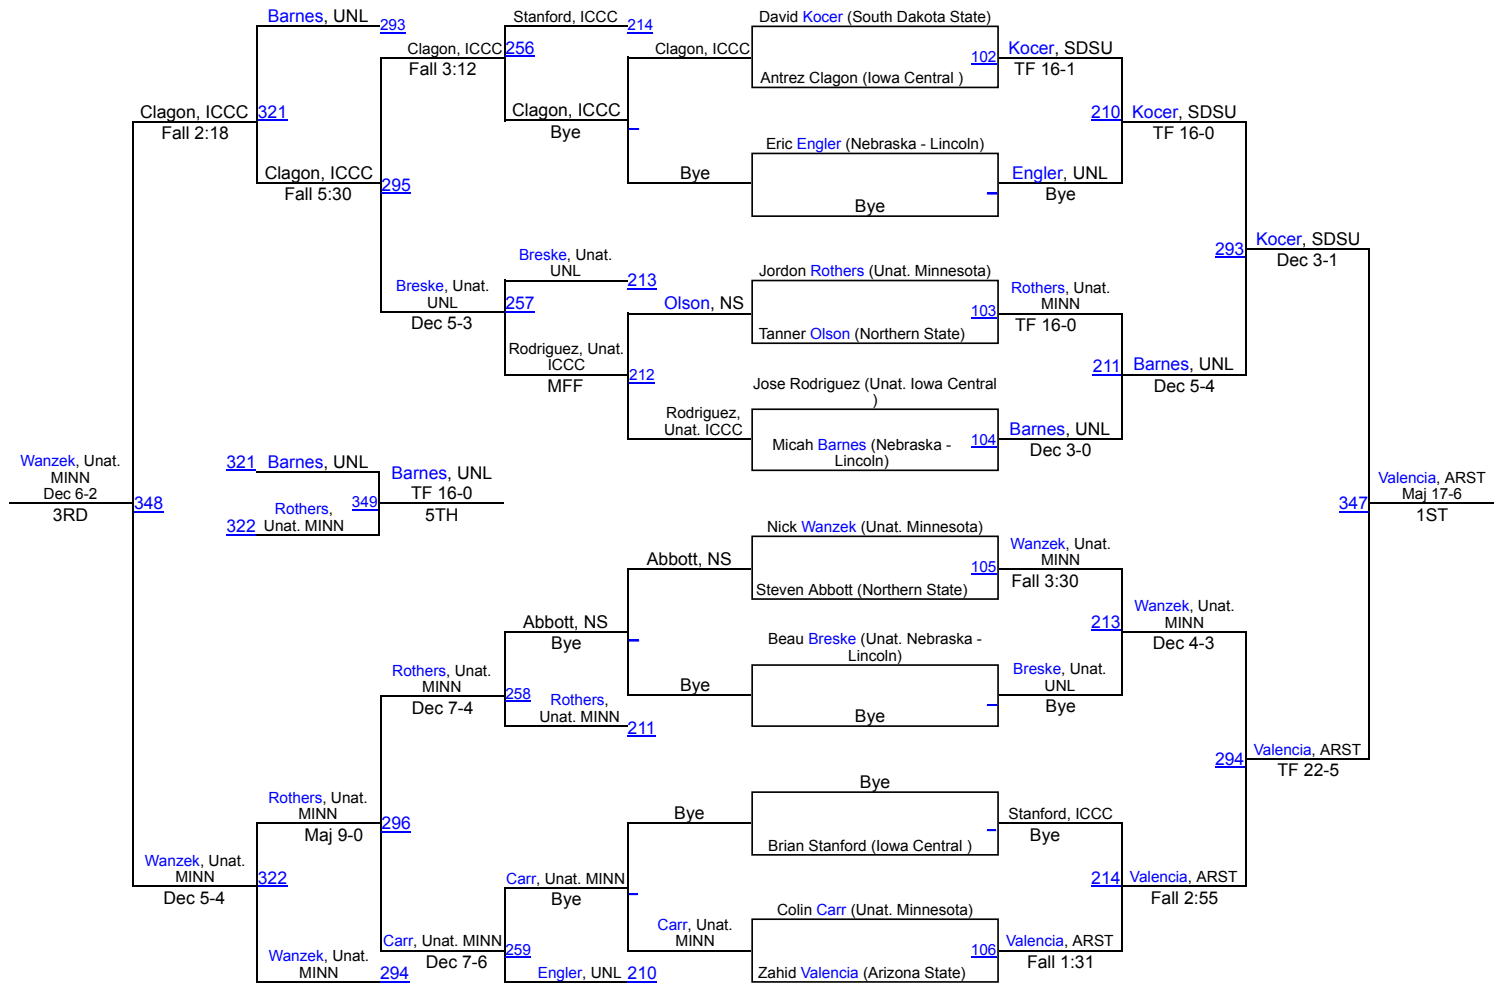 Barnes, UNL
293
Stanford, ICCC
214
David Kocer (South Dakota State)
Clagon, ICCC
256
Fall 3:12
Clagon, ICCC
102
Kocer, SDSU
TF 16-1
Antrez Clagon (Iowa Central )
Clagon, ICCC
321
Fall 2:18
Clagon, ICCC
Bye
210
Kocer, SDSU
TF 16-0
Eric Engler (Nebraska - Lincoln)
Clagon, ICCC
295
Fall 5:30
Bye
Bye
Engler, UNL
Bye
293
Kocer, SDSU
Dec 3-1
Breske, Unat.
UNL
213
Jordon Rothers (Unat. Minnesota)
Breske, Unat.
UNL
257
Dec 5-3
Olson, NS
103
Rothers, Unat.
MINN
TF 16-0
Tanner Olson (Northern State)
Rodriguez, Unat.
ICCC
212
MFF
211
Barnes, UNL
Dec 5-4
Jose Rodriguez (Unat. Iowa Central
)
Rodriguez,
Unat. ICCC
Micah Barnes (Nebraska -
Lincoln)
104
Barnes, UNL
Dec 3-0
Wanzek, Unat.
MINN
Dec 6-2
3RD
348
321
Barnes, UNL
322
Rothers,
Unat. MINN
349
Barnes, UNL
TF 16-0
5TH
347
Valencia, ARST
Maj 17-6
1ST
Nick Wanzek (Unat. Minnesota)
Abbott, NS
105
Wanzek, Unat.
MINN
Fall 3:30
Steven Abbott (Northern State)
Abbott, NS
Bye
213
Wanzek, Unat.
MINN
Dec 4-3
Beau Breske (Unat. Nebraska -
Lincoln)
Rothers, Unat.
MINN
258
Dec 7-4
Bye
Bye
Breske, Unat.
UNL
Bye
Rothers,
Unat. MINN
211
294
Valencia, ARST
TF 22-5
Bye
Rothers, Unat.
MINN
296
Maj 9-0
Bye
Brian Stanford (Iowa Central )
Stanford, ICCC
Bye
Wanzek, Unat.
MINN
322
Dec 5-4
Carr, Unat. MINN
Bye
214
Valencia, ARST
Fall 2:55
Colin Carr (Unat. Minnesota)
Carr, Unat. MINN
259
Dec 7-6
Carr, Unat.
MINN
106
Valencia, ARST
Fall 1:31
Zahid Valencia (Arizona State)
Wanzek, Unat.
MINN
294
Engler, UNL
210